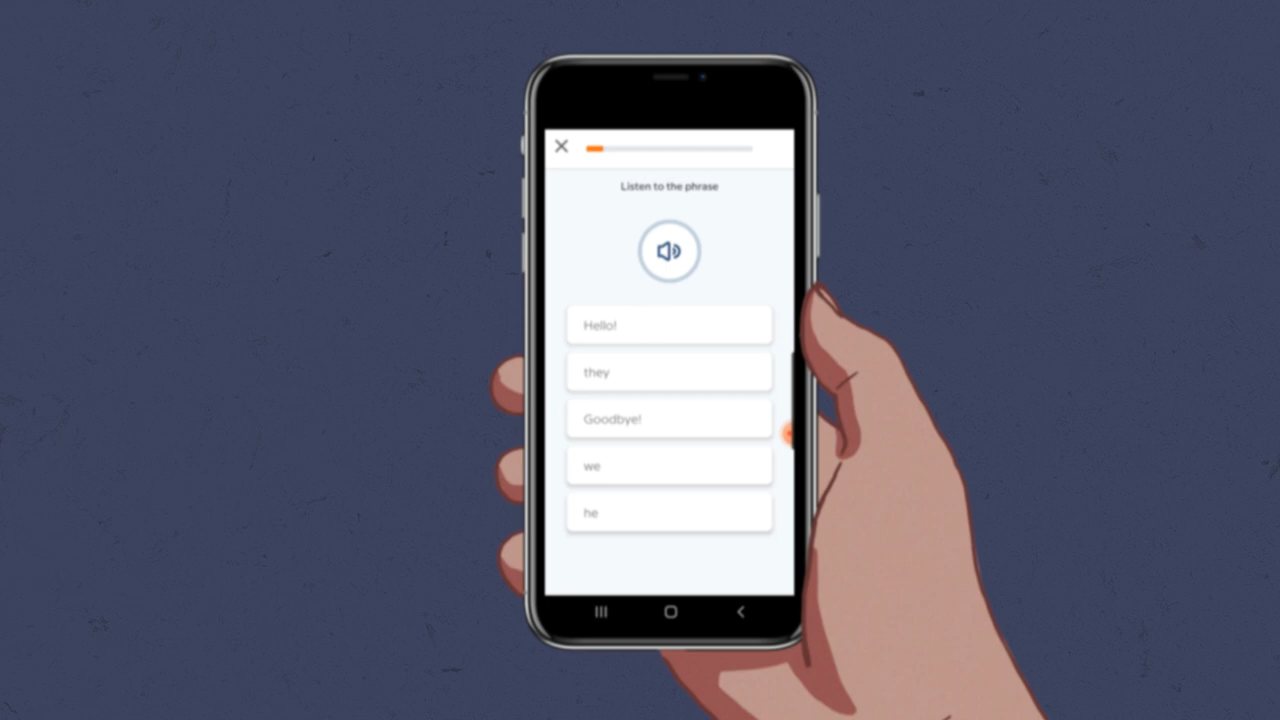 Listen to the phrase
Hello!
they
Goodbye!
we
he